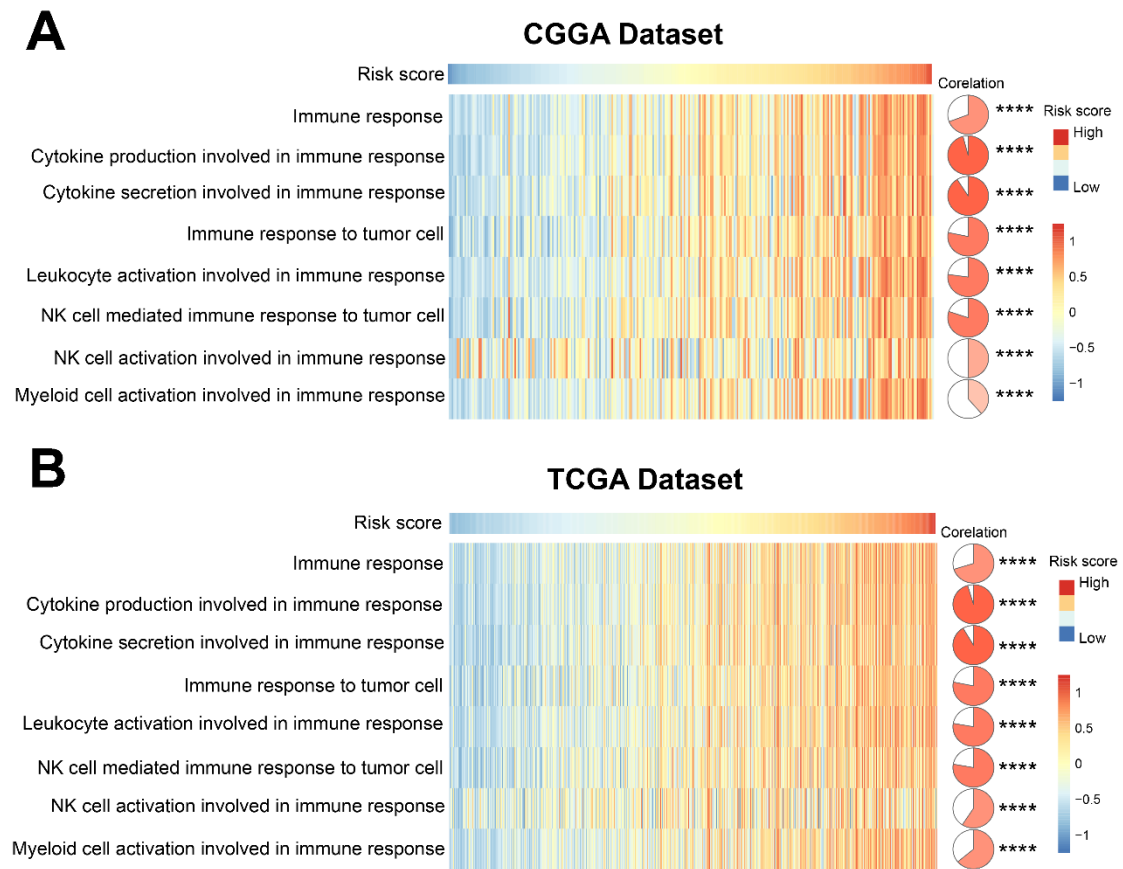 A
CGGA Dataset
Risk score
Corelation
Immune response
****
Risk score
High
Low
Cytokine production involved in immune response
****
Cytokine secretion involved in immune response
****
Immune response to tumor cell
****
Leukocyte activation involved in immune response
****
NK cell mediated immune response to tumor cell
****
NK cell activation involved in immune response
****
Myeloid cell activation involved in immune response
****
1
0.5
0
−0.5
−1
B
TCGA Dataset
Risk score
Corelation
Immune response
****
Risk score
High
Low
Cytokine production involved in immune response
****
Cytokine secretion involved in immune response
****
Immune response to tumor cell
****
Leukocyte activation involved in immune response
****
NK cell mediated immune response to tumor cell
****
NK cell activation involved in immune response
****
Myeloid cell activation involved in immune response
****
1
0.5
0
−0.5
−1